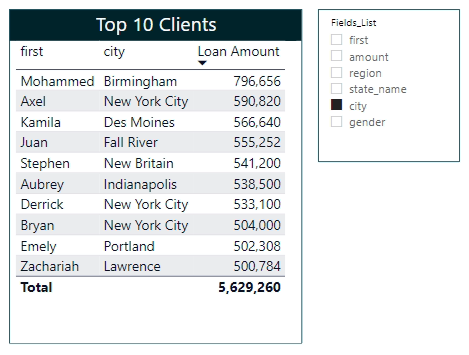 Top 10 Clients
first city Loan Amount
Mohammed Birmingham 796,656
Axel New York City 590,820
Kamila Des Moines 566,640
Juan Fall River 555,252
Stephen New Britain 541,200
Aubrey Indianapolis 538,500
Derrick New York City 533,100
Bryan New York City 504,000
Emely Portland 502,308
Zachariah Lawrence 500,784
Total 5,629,260
Fields_List
first
amount
region
state_name
city
gender